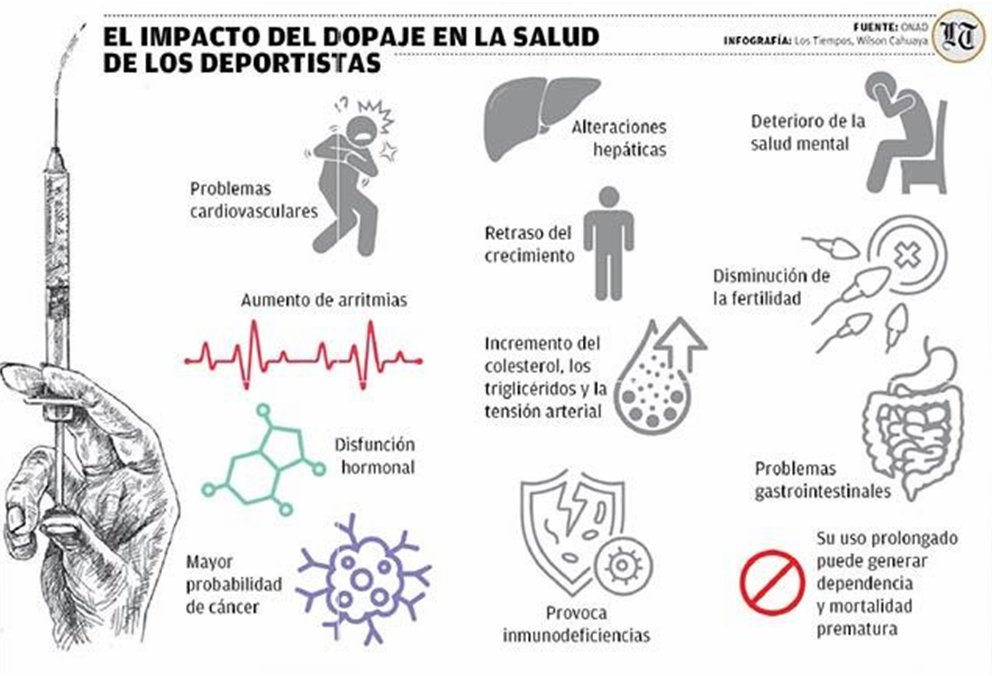 EL IMPACTO DEL DOPAJE EN LA SALUD
DE LOS DEPORTISTAS
FUENTE: ONAD
INFOGRAFÍA: Los Tiempos, Wilson Cahuaya
LT
Problemas
cardiovasculares
Aumento de arritmias
Disfunción
hormonal
Mayor
probabilidad
de cáncer
Alteraciones
hepáticas
Retraso del
crecimiento
Incremento del
colesterol, los
triglicéridos y la
tensión arterial
Provoca
inmunodeficiencias
Deterioro de la
salud mental
Disminución de
la fertilidad
Problemas
gastrointestinales
Su uso prolongado
puede generar
dependencia
y mortalidad
prematura